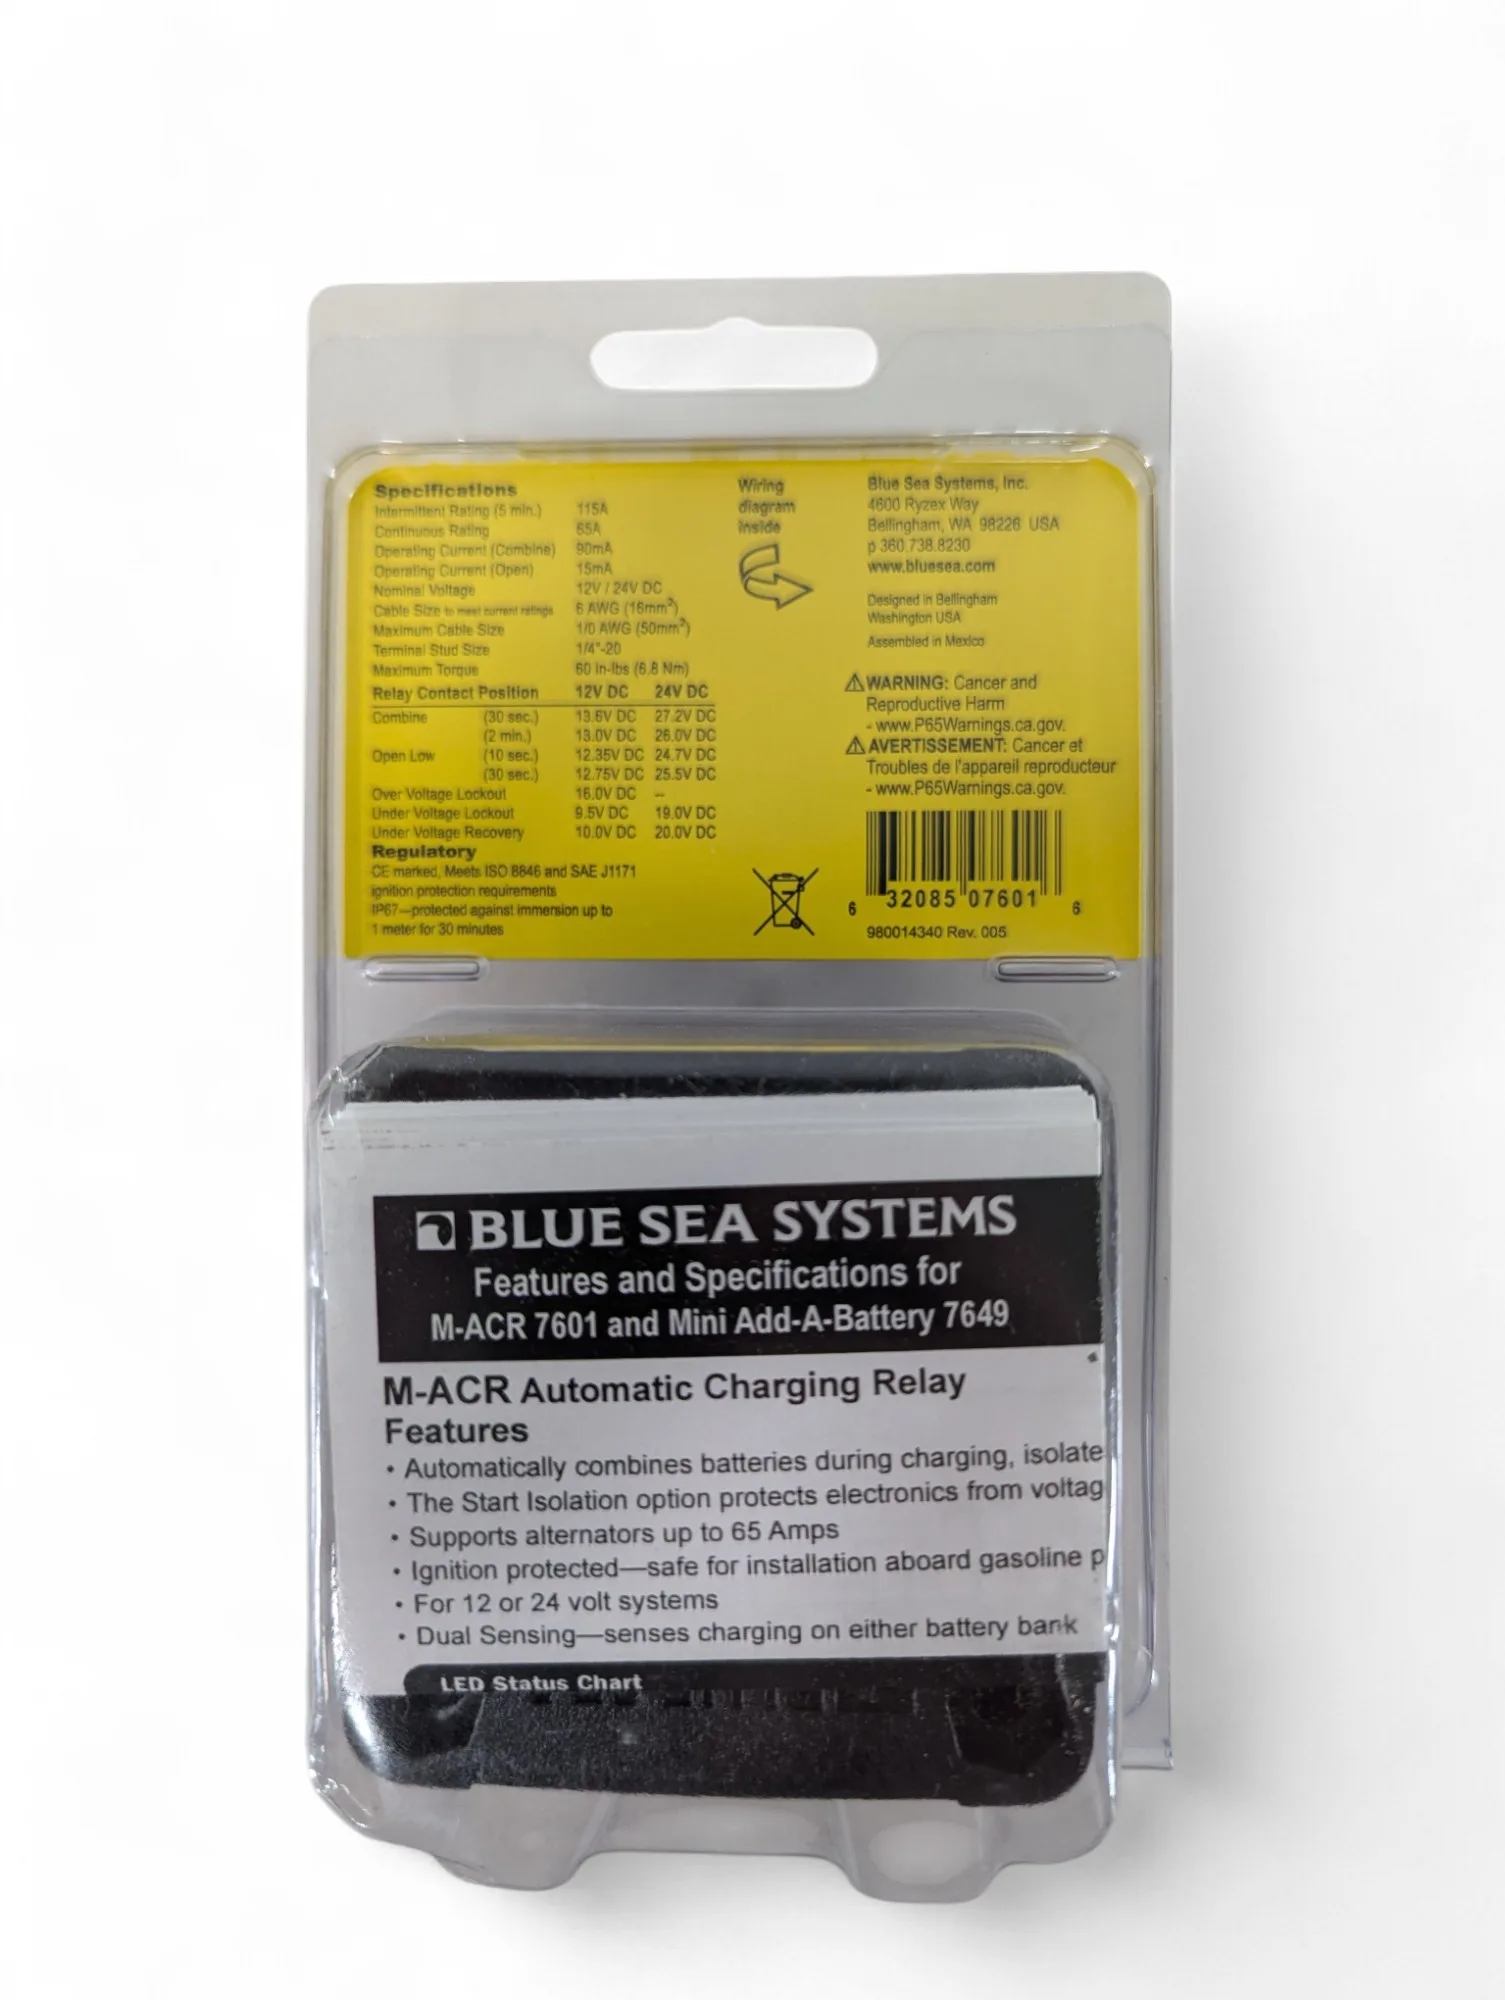 Specifications
Intermittent Rating (5 min.) 115A
Continuous Rating 65A
Operating Current (Combine) 90mA
Operating Current (Open) 15mA
Nominal Voltage 12V / 24V DC
Cable Size to meet current ratings 6 AWG (16mm²)
Maximum Cable Size 1/0 AWG (50mm²)
Terminal Stud Size 1/4"-20
Maximum Torque 60 in-lbs (6.8 Nm)
Relay Contact Position 12V DC 24V DC
Combine (30 sec.) 13.6V DC 27.2V DC
(2 min.) 13.0V DC 26.0V DC
Open Low (10 sec.) 12.35V DC 24.7V DC
(30 sec.) 12.75V DC 25.5V DC
Over Voltage Lockout 16.0V DC --
Under Voltage Lockout 9.5V DC 19.0V DC
Under Voltage Recovery 10.0V DC 20.0V DC
Regulatory
CE marked, Meets ISO 8846 and SAE J1171
ignition protection requirements
IP67—protected against immersion up to
1 meter for 30 minutes
Wiring
diagram
inside
Blue Sea Systems, Inc.
4600 Ryzex Way
Bellingham, WA 98226 USA
p 360.738.8230
www.bluesea.com
Designed in Bellingham
Washington USA
Assembled in Mexico
WARNING: Cancer and
Reproductive Harm
- www.P65Warnings.ca.gov.
AVERTISSEMENT: Cancer et
Troubles de l'appareil reproducteur
- www.P65Warnings.ca.gov.
6 32085 07601 6
980014340 Rev. 005
BLUE SEA SYSTEMS
Features and Specifications for
M-ACR 7601 and Mini Add-A-Battery 7649
M-ACR Automatic Charging Relay
Features
• Automatically combines batteries during charging, isolate
• The Start Isolation option protects electronics from voltag
• Supports alternators up to 65 Amps
• Ignition protected—safe for installation aboard gasoline p
• For 12 or 24 volt systems
• Dual Sensing—senses charging on either battery bank
LED Status Chart